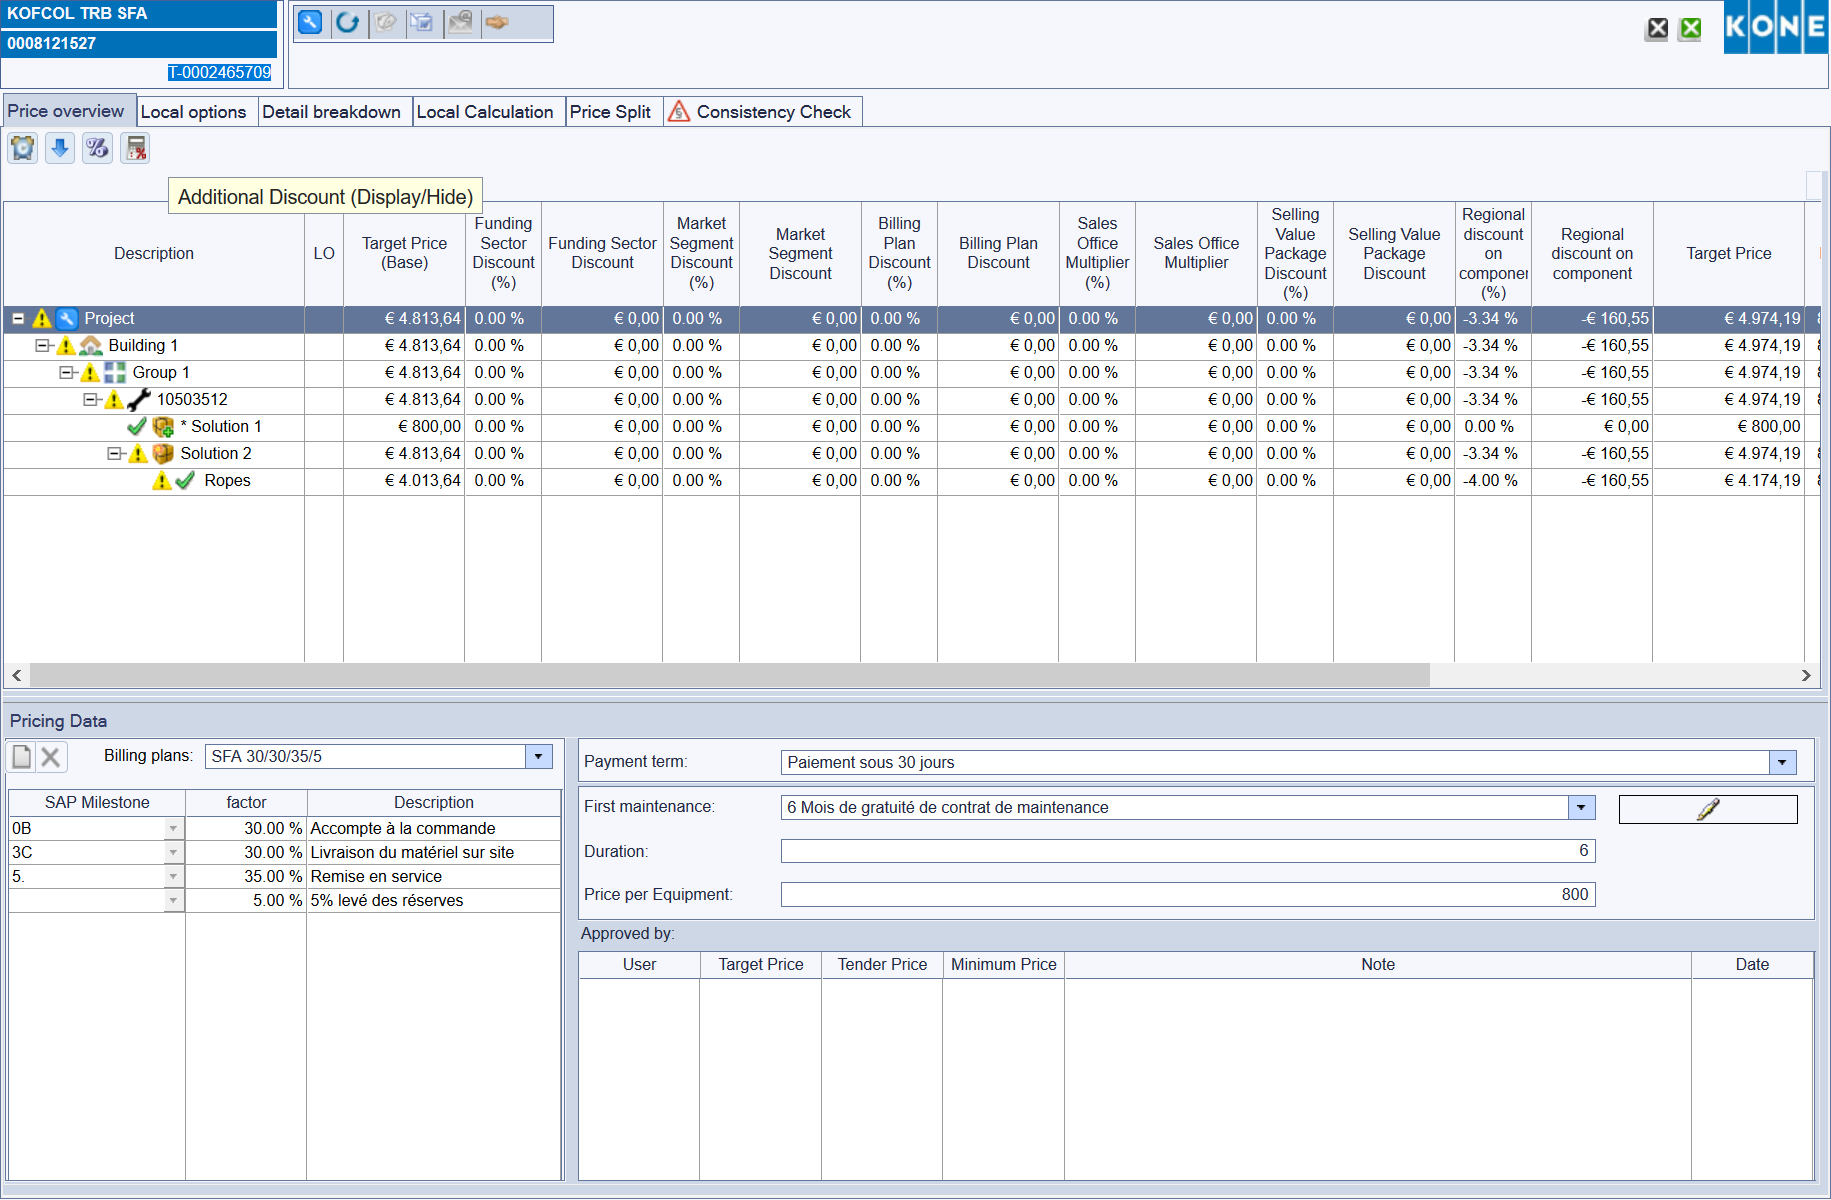 KOFCOL TRB SFA
0008121527
T-0002465709
KONE
Price overview Local options Detail breakdown Local Calculation Price Split Consistency Check
Additional Discount (Display/Hide)
Description LO Target Price (Base) Funding Sector Discount (%) Funding Sector Discount Market Segment Discount (%) Market Segment Discount Billing Plan Discount (%) Billing Plan Discount Sales Office Multiplier (%) Sales Office Multiplier Selling Value Package Discount (%) Selling Value Package Discount Regional discount on (%) Regional discount on component Target Price
Project € 4.813,64 0.00 % € 0,00 0.00 % € 0,00 0.00 % € 0,00 0.00 % € 0,00 0.00 % € 0,00 -3.34 % -€ 160,55 € 4.974,19
Building 1 € 4.813,64 0.00 % € 0,00 0.00 % € 0,00 0.00 % € 0,00 0.00 % € 0,00 0.00 % € 0,00 -3.34 % -€ 160,55 € 4.974,19
Group 1 € 4.813,64 0.00 % € 0,00 0.00 % € 0,00 0.00 % € 0,00 0.00 % € 0,00 0.00 % € 0,00 -3.34 % -€ 160,55 € 4.974,19
10503512 € 4.813,64 0.00 % € 0,00 0.00 % € 0,00 0.00 % € 0,00 0.00 % € 0,00 0.00 % € 0,00 -3.34 % -€ 160,55 € 4.974,19
* Solution 1 € 800,00 0.00 % € 0,00 0.00 % € 0,00 0.00 % € 0,00 0.00 % € 0,00 0.00 % € 0,00 0.00 % € 0,00 € 800,00
Solution 2 € 4.813,64 0.00 % € 0,00 0.00 % € 0,00 0.00 % € 0,00 0.00 % € 0,00 0.00 % € 0,00 -3.34 % -€ 160,55 € 4.974,19
Ropes € 4.013,64 0.00 % € 0,00 0.00 % € 0,00 0.00 % € 0,00 0.00 % € 0,00 0.00 % € 0,00 -4.00 % -€ 160,55 € 4.174,19
Pricing Data
Billing plans: SFA 30/30/35/5
SAP Milestone factor Description
0B 30.00 % Accompte à la commande
3C 30.00 % Livraison du matériel sur site
5. 35.00 % Remise en service
5.00 % 5% levé des réserves
Payment term: Paiement sous 30 jours
First maintenance: 6 Mois de gratuité de contrat de maintenance
Duration: 6
Price per Equipment: 800
Approved by:
User Target Price Tender Price Minimum Price Note Date